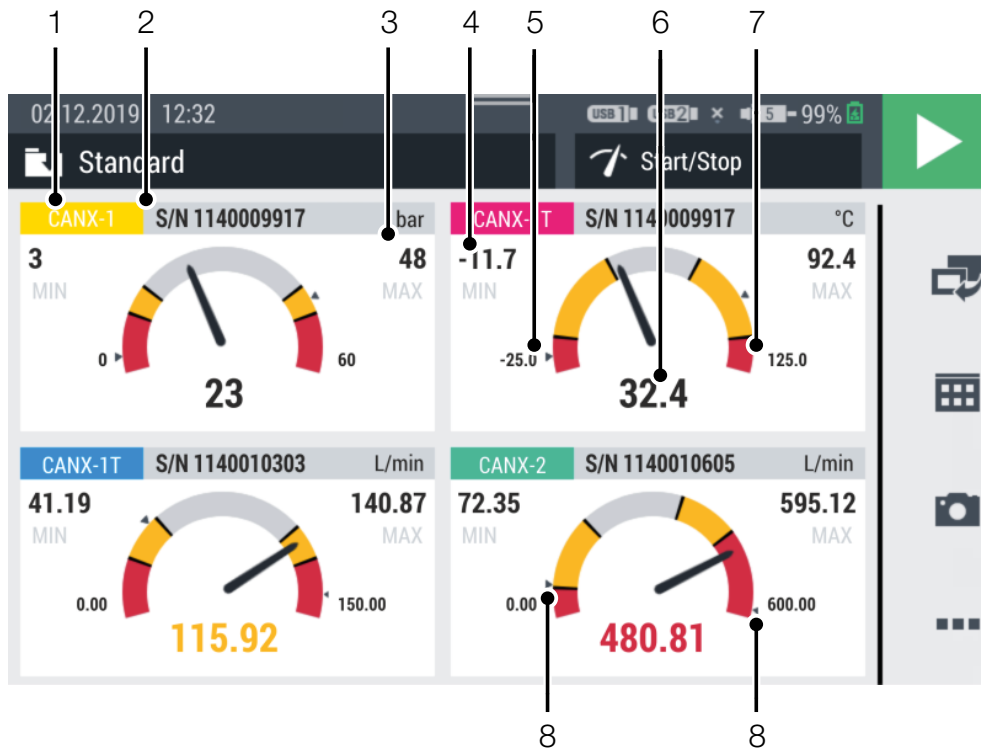 1 2 3 4 5 6 7
02.12.2019 12:32 USB 1 USB 2 5 99%
Standard Start/Stop
CANX-1 S/N 1140009917 bar
3 48
MIN MAX
0 60
23
CANX-1T S/N 1140009917 °C
-11.7 92.4
MIN MAX
-25.0 125.0
32.4
CANX-1T S/N 1140010303 L/min
41.19 140.87
MIN MAX
0.00 150.00
115.92
CANX-2 S/N 1140010605 L/min
72.35 595.12
MIN MAX
0.00 600.00
480.81
8 8